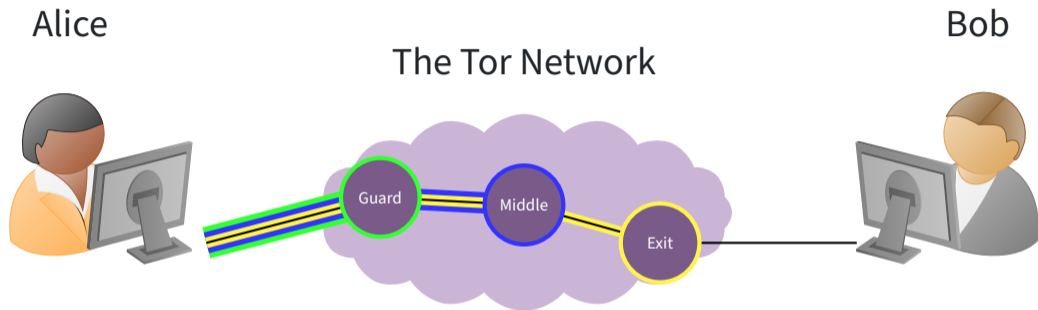 Alice
Bob
The Tor Network
Guard
Middle
Exit